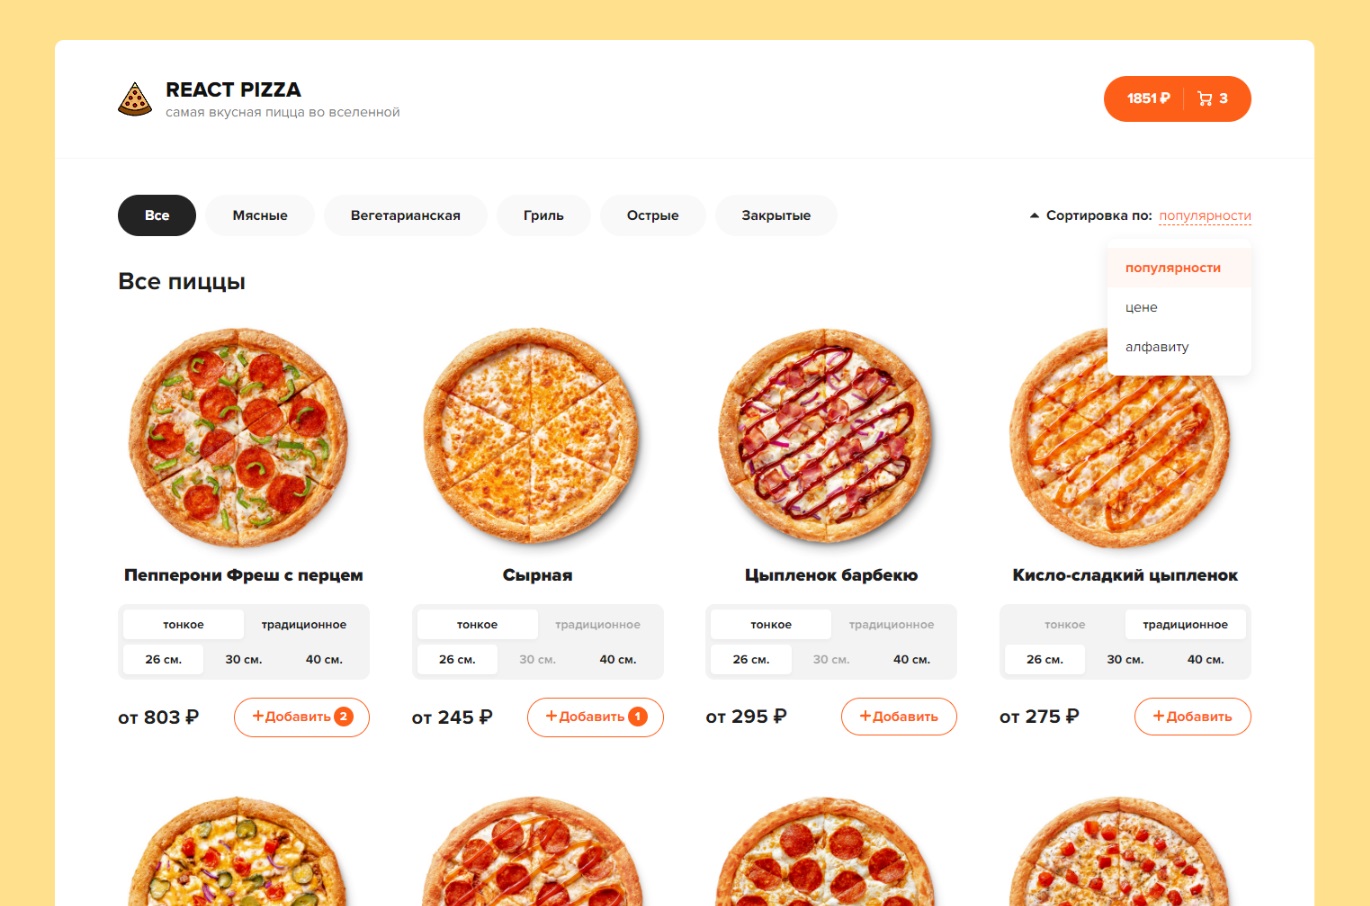 REACT PIZZA
самая вкусная пицца во вселенной
1851 ₽ 3
Все Мясные Вегетарианская Гриль Острые Закрытые
Сортировка по: популярности
популярности
цене
алфавиту
Все пиццы
Пепперони Фреш с перцем
тонкое традиционное
26 см. 30 см. 40 см.
от 803 ₽ +Добавить 2
Сырная
тонкое традиционное
26 см. 30 см. 40 см.
от 245 ₽ +Добавить 1
Цыпленок барбекю
тонкое традиционное
26 см. 30 см. 40 см.
от 295 ₽ +Добавить
Кисло-сладкий цыпленок
тонкое традиционное
26 см. 30 см. 40 см.
от 275 ₽ +Добавить